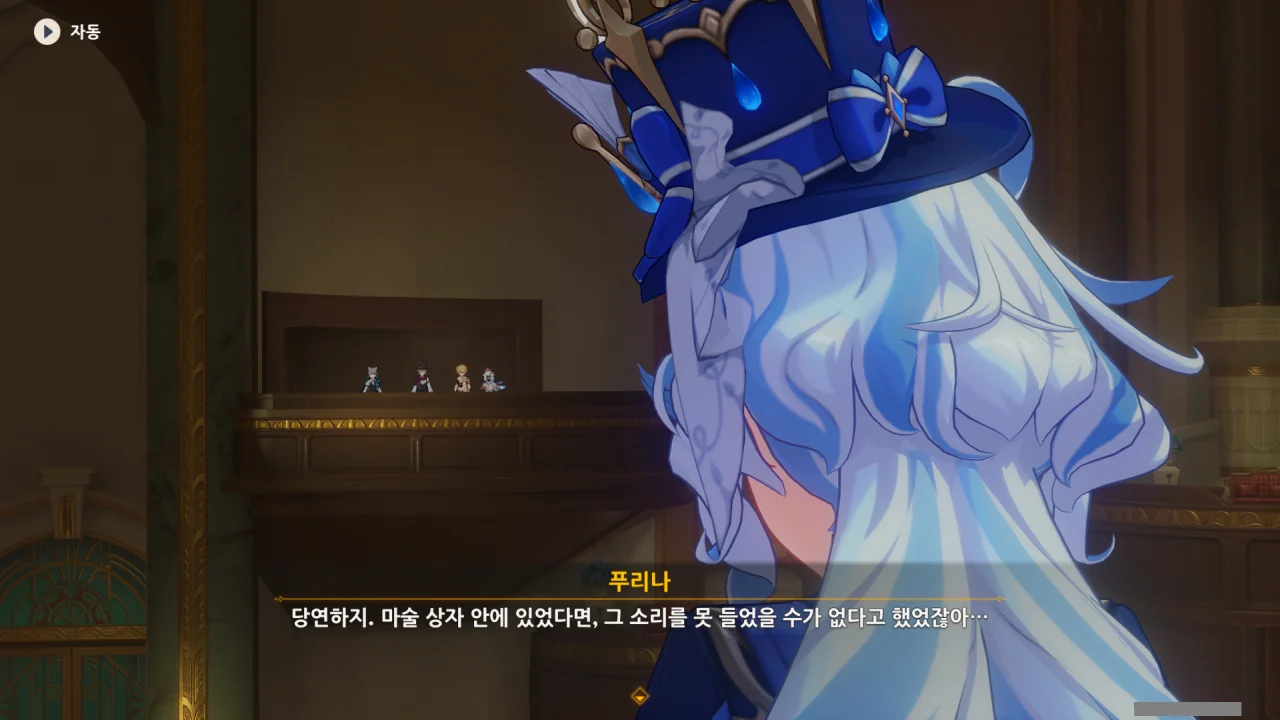 자동
푸리나
당연하지. 마술 상자 안에 있었다면, 그 소리를 못 들었을 수가 없다고 했었잖아…